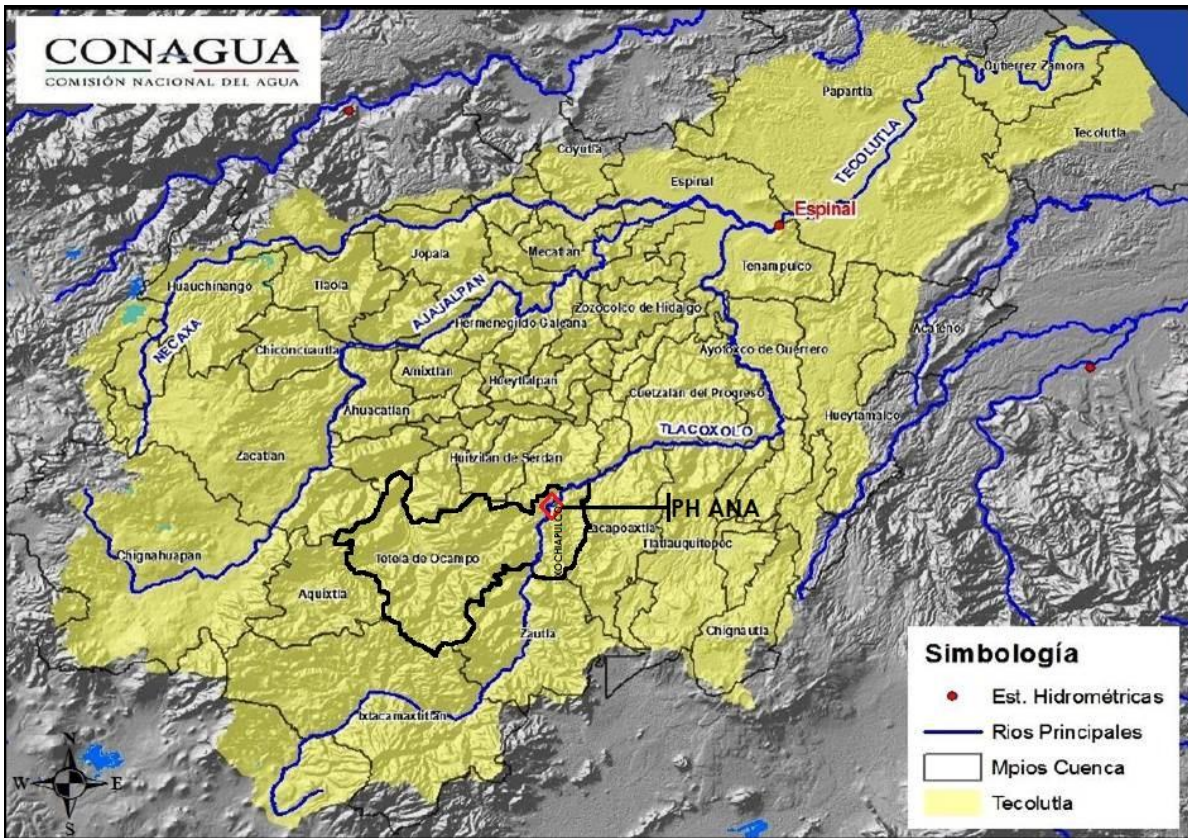 CONAGUA
COMISIÓN NACIONAL DEL AGUA
Gutierrez Zamora
Papantla
Tecolutla
TECOLUTLA
Coyutla
Espinal
Espinal
Mecatlan
Jopala
Tenampulco
Huauchinango
Tlaola
AJAJALPAN
Zozocolco de Hidalgo
Hermenegildo Galeana
Acateno
NECAXA
Chiconcuautla
Ayotoxco de Guerrero
Amixtlan
Hueytlalpan
Cuetzalan del Progreso
Ahuacatlan
Hueytamalco
TLACOXOLO
Zacatlan
Huitzilan de Serdan
PH ANA
XOCHIAPULCO
Zacapoaxtla
Tlatlauquitepec
Chignahuapan
Tetela de Ocampo
Aquixtla
Zautla
Chignautla
Ixtacamaxtitlan
Simbología
Est. Hidrométricas
Rios Principales
Mpios Cuenca
Tecolutla
N
W
E
S